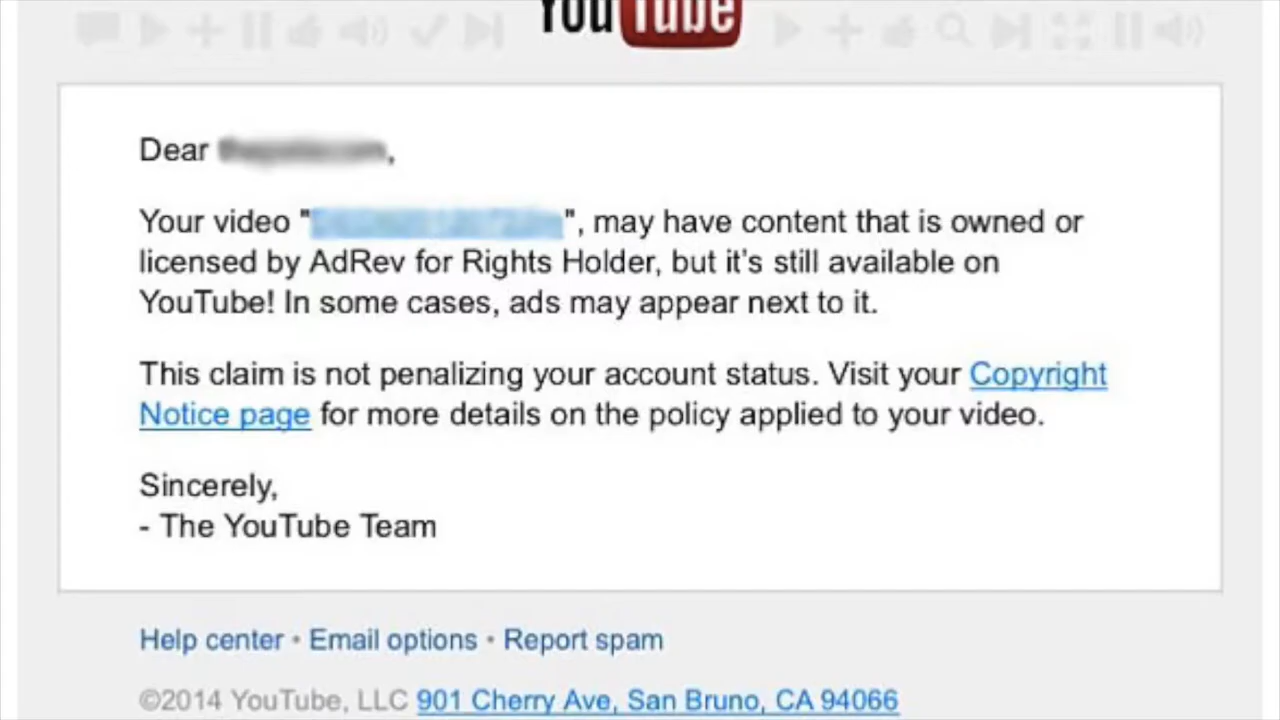 YouTube
Dear ,
Your video "", may have content that is owned or
licensed by AdRev for Rights Holder, but it's still available on
YouTube! In some cases, ads may appear next to it.
This claim is not penalizing your account status. Visit your Copyright
Notice page for more details on the policy applied to your video.
Sincerely,
- The YouTube Team
Help center • Email options • Report spam
©2014 YouTube, LLC 901 Cherry Ave, San Bruno, CA 94066